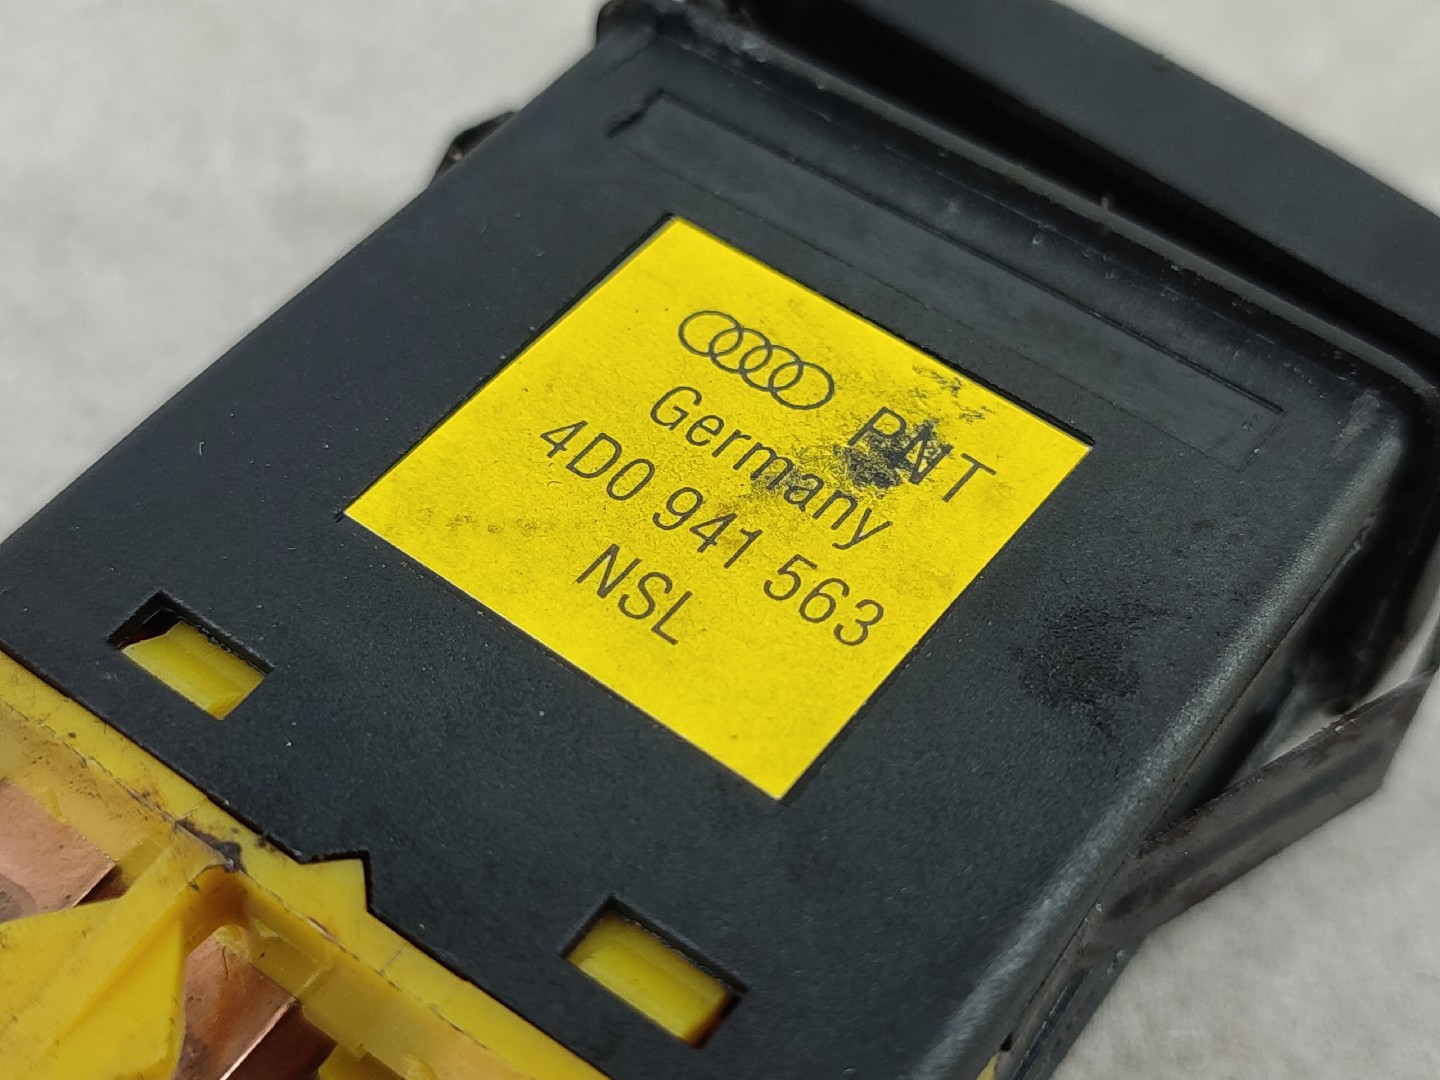 PNT
Germany
4D0 941 563
NSL